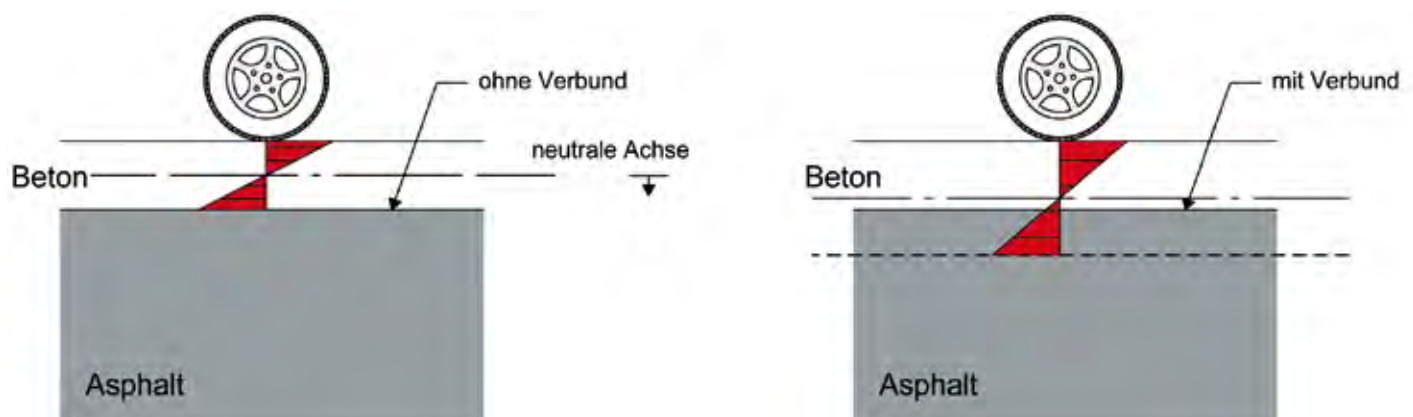 ohne Verbund
neutrale Achse
Beton
Asphalt
mit Verbund
Beton
Asphalt